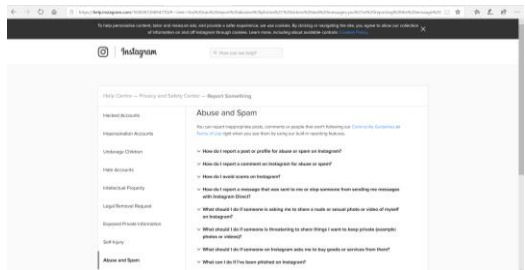 To help personalise content, tailor and measure ads, and provide a safer experience, we use cookies. By clicking or navigating the site, you agree to allow our collection
of information on and off Instagram through cookies. Learn more, including about available controls: Cookies Policy.
Instagram
How can we help?
Help Centre — Privacy and Safety Center — Report Something
Hacked Accounts
Impersonation Accounts
Underage Children
Hate Accounts
Intellectual Property
Legal Removal Request
Exposed Private Information
Self-Injury
Abuse and Spam
Abuse and Spam
You can report inappropriate posts, comments or people that aren't following our Community Guidelines or
Terms of Use right when you see them by using our built-in reporting features.
How do I report a post or profile for abuse or spam on Instagram?
How do I report a comment on Instagram for abuse or spam?
How do I avoid scams on Instagram?
How do I report a message that was sent to me or stop someone from sending me messages
with Instagram Direct?
What should I do if someone is asking me to share a nude or sexual photo or video of myself
on Instagram?
What should I do if someone is threatening to share things I want to keep private (example:
photos or videos)?
What should I do if someone on Instagram asks me to buy goods or services from them?
What can I do if I've been phished on Instagram?